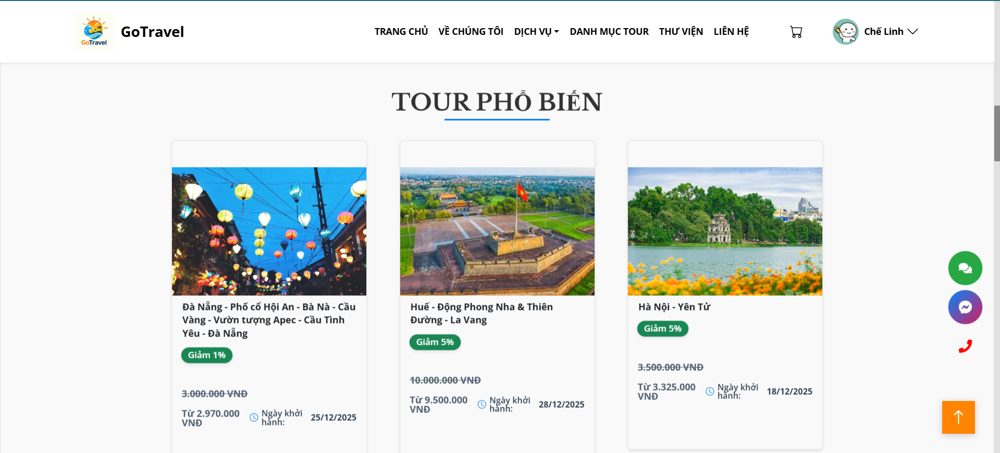 GoTravel
GoTravel
TRANG CHỦ
VỀ CHÚNG TÔI
DỊCH VỤ
DANH MỤC TOUR
THƯ VIỆN
LIÊN HỆ
Chế Linh
TOUR PHỔ BIẾN
Đà Nẵng - Phố cổ Hội An - Bà Nà - Cầu
Vàng - Vườn tượng Apec - Cầu Tình
Yêu - Đà Nẵng
Giảm 1%
3.000.000 VNĐ
Từ 2.970.000
VNĐ
Ngày khởi
hành:
25/12/2025
Huế - Động Phong Nha & Thiên
Đường - La Vang
Giảm 5%
10.000.000 VNĐ
Từ 9.500.000
VNĐ
Ngày khởi
hành:
28/12/2025
Hà Nội - Yên Tử
Giảm 5%
3.500.000 VNĐ
Từ 3.325.000
VNĐ
Ngày khởi
hành:
18/12/2025